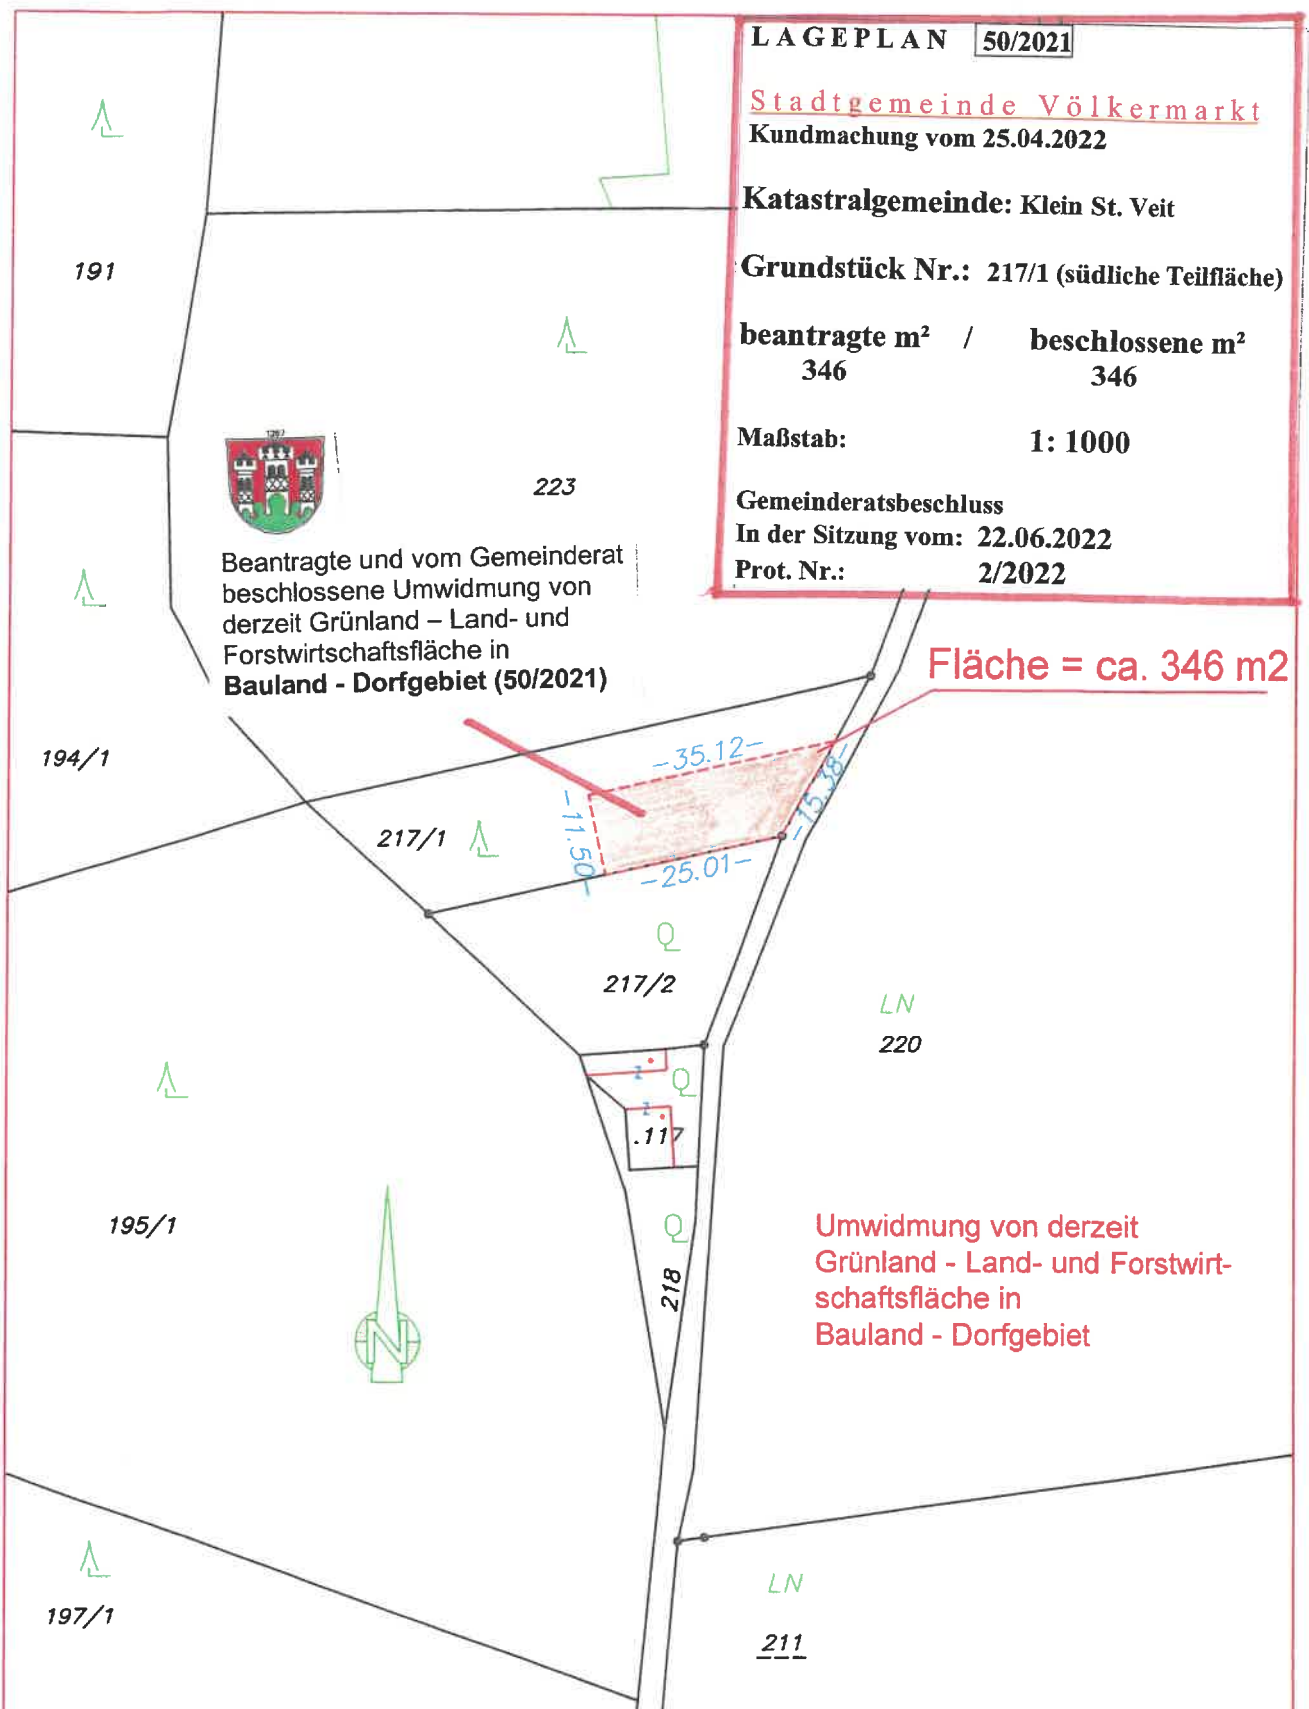 LAGEPLAN 50/2021
Stadtgemeinde Völkermarkt
Kundmachung vom 25.04.2022
Katastralgemeinde: Klein St. Veit
Grundstück Nr.: 217/1 (südliche Teilfläche)
beantragte m² / beschlossene m²
346 346
Maßstab: 1: 1000
Gemeinderatsbeschluss
In der Sitzung vom: 22.06.2022
Prot. Nr.: 2/2022
191
223
Beantragte und vom Gemeinderat
beschlossene Umwidmung von
derzeit Grünland – Land- und
Forstwirtschaftsfläche in
Bauland - Dorfgebiet (50/2021)
Fläche = ca. 346 m2
194/1
-35.12-
-15.38-
-11.50-
-25.01-
217/1
217/2
LN
220
z
z
.117
195/1
218
N
Umwidmung von derzeit
Grünland - Land- und Forstwirt-
schaftsfläche in
Bauland - Dorfgebiet
197/1
LN
211